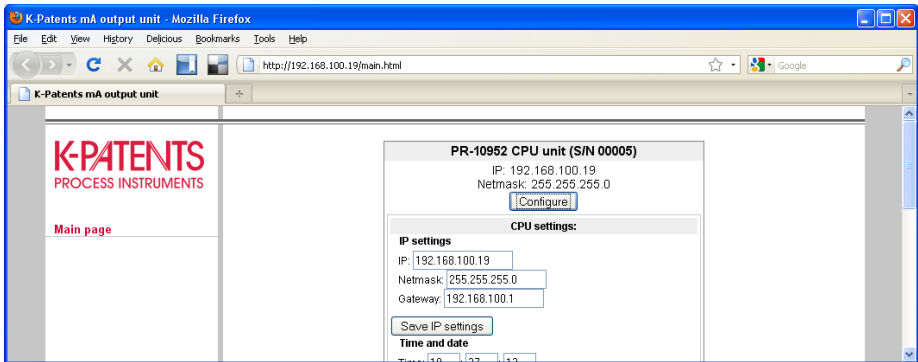 K-Patents mA output unit - Mozilla Firefox
File Edit View History Delicious Bookmarks Tools Help
http://192.168.100.19/main.html
Google
K-Patents mA output unit
K-PATENTS
PROCESS INSTRUMENTS
Main page
PR-10952 CPU unit (S/N 00005)
IP: 192.168.100.19
Netmask: 255.255.255.0
Configure
CPU settings:
IP settings
IP: 192.168.100.19
Netmask: 255.255.255.0
Gateway: 192.168.100.1
Save IP settings
Time and date